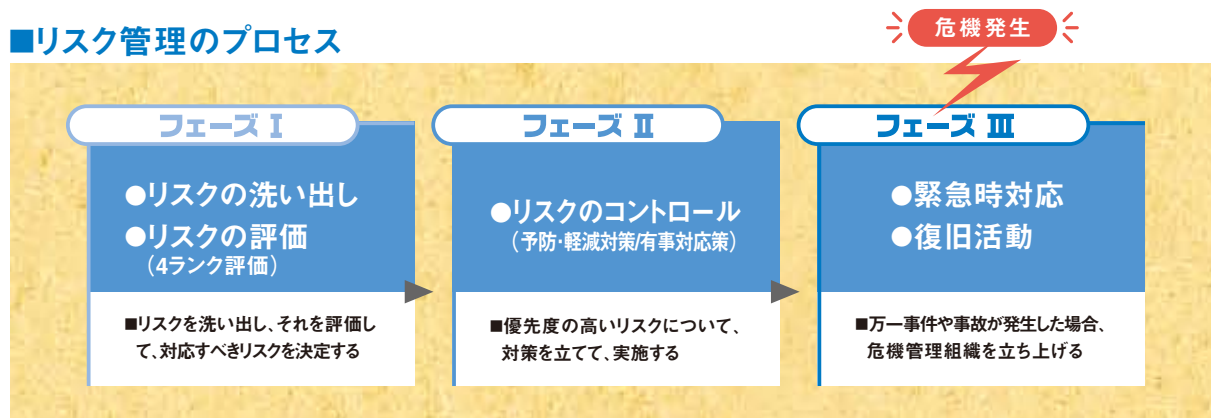 ■リスク管理のプロセス
危機発生
フェーズ Ⅰ
●リスクの洗い出し
●リスクの評価
（4ランク評価）
■リスクを洗い出し、それを評価し
て、対応すべきリスクを決定する
フェーズ Ⅱ
●リスクのコントロール
（予防・軽減対策/有事対応策）
■優先度の高いリスクについて、
対策を立てて、実施する
フェーズ Ⅲ
●緊急時対応
●復旧活動
■万一事件や事故が発生した場合、
危機管理組織を立ち上げる